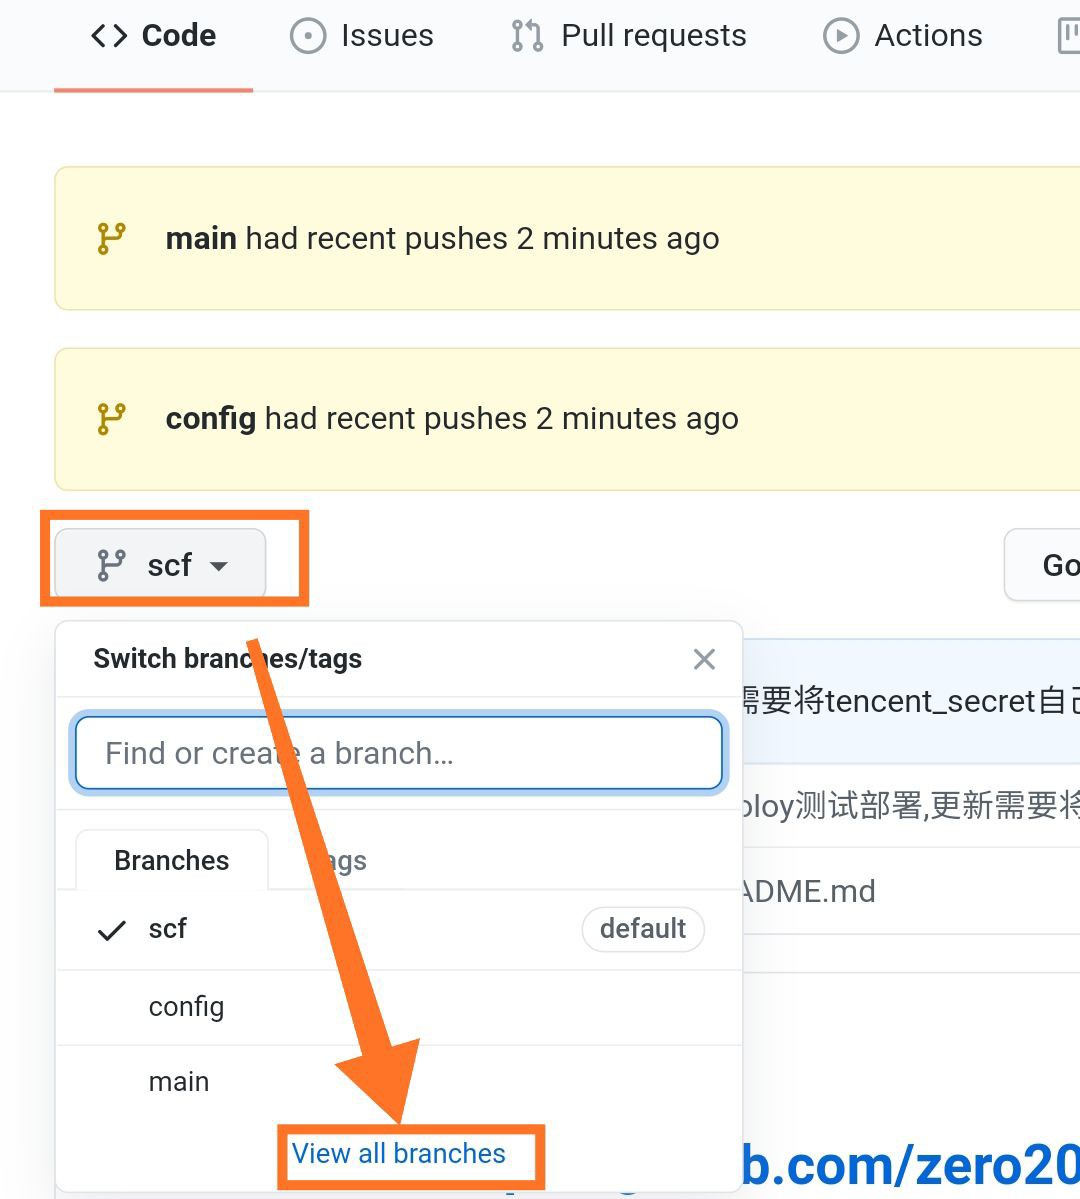 Code Issues Pull requests Actions
main had recent pushes 2 minutes ago
config had recent pushes 2 minutes ago
scf
Go
Switch branches/tags
需要将tencent_secret自己
Find or create a branch…
ploy测试部署,更新需要将
Branches
ags
ADME.md
scf default
config
main
View all branches
b.com/zero20